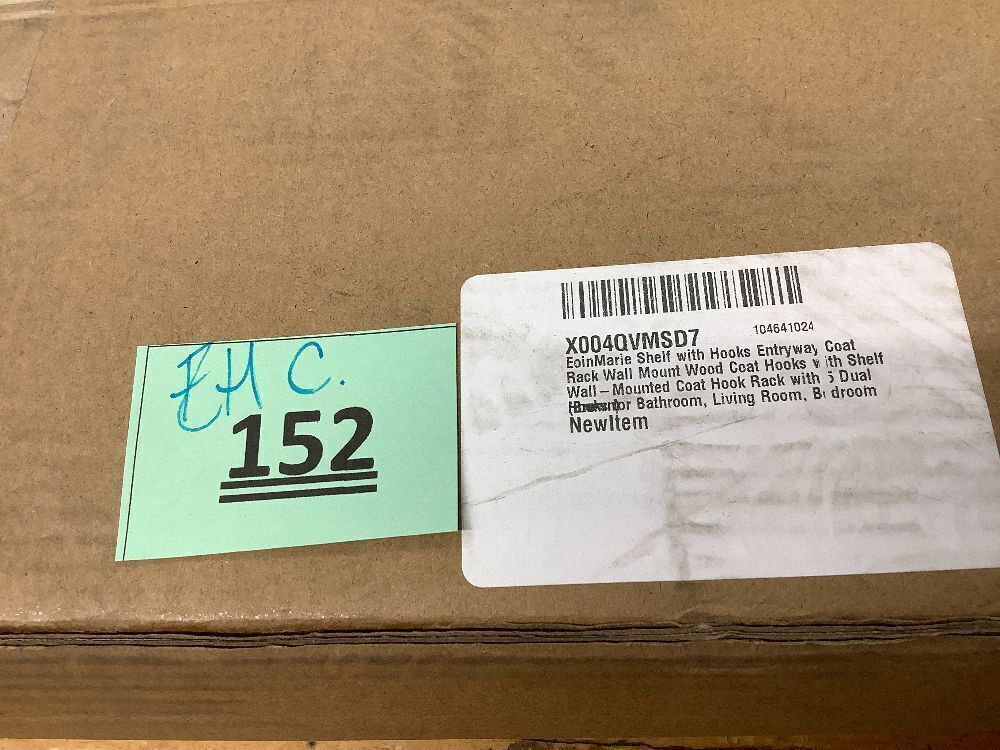 EHC.
152
X004QVMSD7
104641024
EoinMarie Shelf with Hooks Entryway Coat
Rack Wall Mount Wood Coat Hooks with Shelf
Wall-Mounted Coat Hook Rack with 5 Dual
for Bathroom, Living Room, Bedroom
NewItem